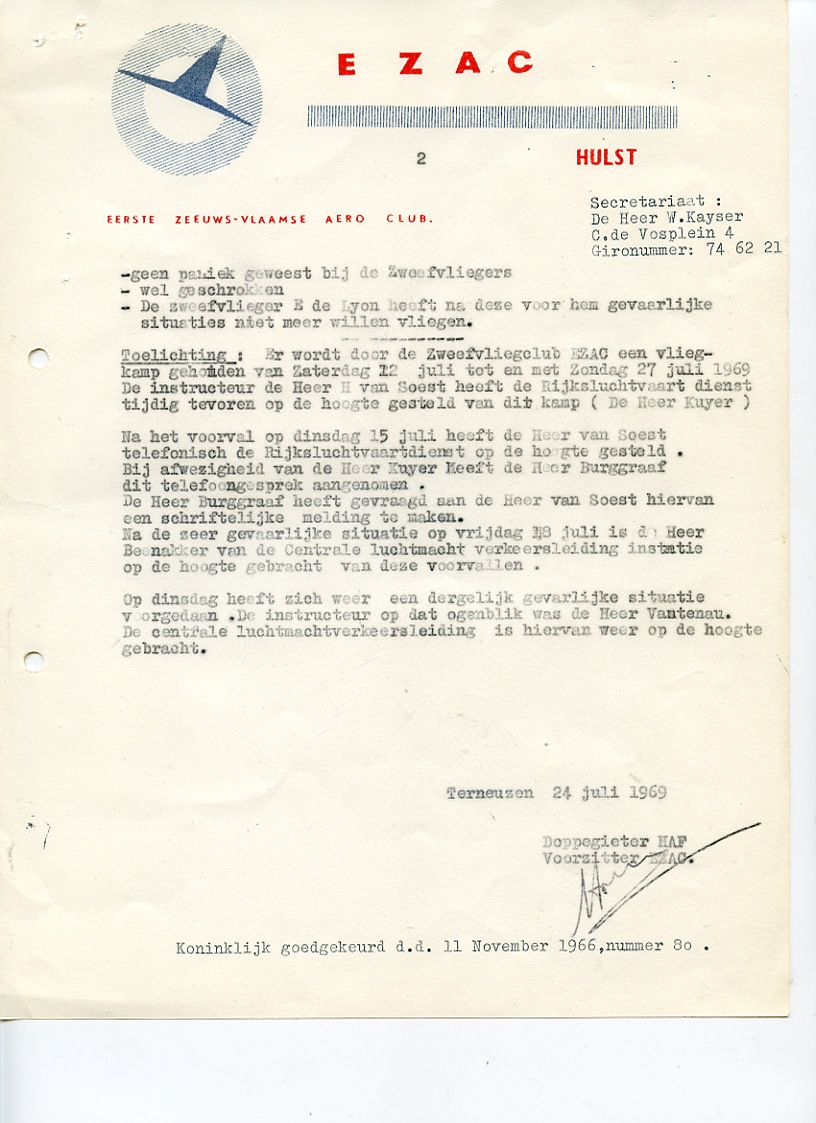 E Z A C
2
HULST
EERSTE ZEEUWS-VLAAMSE AERO CLUB.
Secretariaat :
De Heer W.Kayser
C.de Vosplein 4
Gironummer: 74 62 21
-geen paniek geweest bij de Zweefvliegers
- wel geschrokken
- De zweefvlieger E de Lyon heeft na deze voor hem gevaarlijke
situaties niet meer willen vliegen.
Toelichting : Er wordt door de Zweefvliegclub EZAC een vlieg-
kamp gehouden van Zaterdag 12 juli tot en met Zondag 27 juli 1969
De instructeur de Heer H van Soest heeft de Rijksluchtvaart dienst
tijdig tevoren op de hoogte gesteld van dit kamp ( De Heer Kuyer )
Na het voorval op dinsdag 15 juli heeft de Heer van Soest
telefonisch de Rijksluchtvaartdienst op de hoogte gesteld .
Bij afwezigheid van de Heer Kuyer Heeft de Heer Burggraaf
dit telefoongesprek aangenomen .
De Heer Burggraaf heeft gevraagd aan de Heer van Soest hiervan
een schriftelijke melding te maken.
Na de zeer gevaarlijke situatie op vrijdag 18 juli is de Heer
Beenakker van de Centrale luchtmacht verkeersleiding instatie
op de hoogte gebracht van deze voorvallen .
Op dinsdag heeft zich weer een dergelijk gevarlijke situatie
voorgedaan .De instructeur op dat ogenblik was de Heer Vantenau.
De centrale luchtmachtverkeersleiding is hiervan weer op de hoogte
gebracht.
Terneuzen 24 juli 1969
Doppegieter HAF
Voorzitter EZAC.
Koninklijk goedgekeurd d.d. 11 November 1966,nummer 80 .